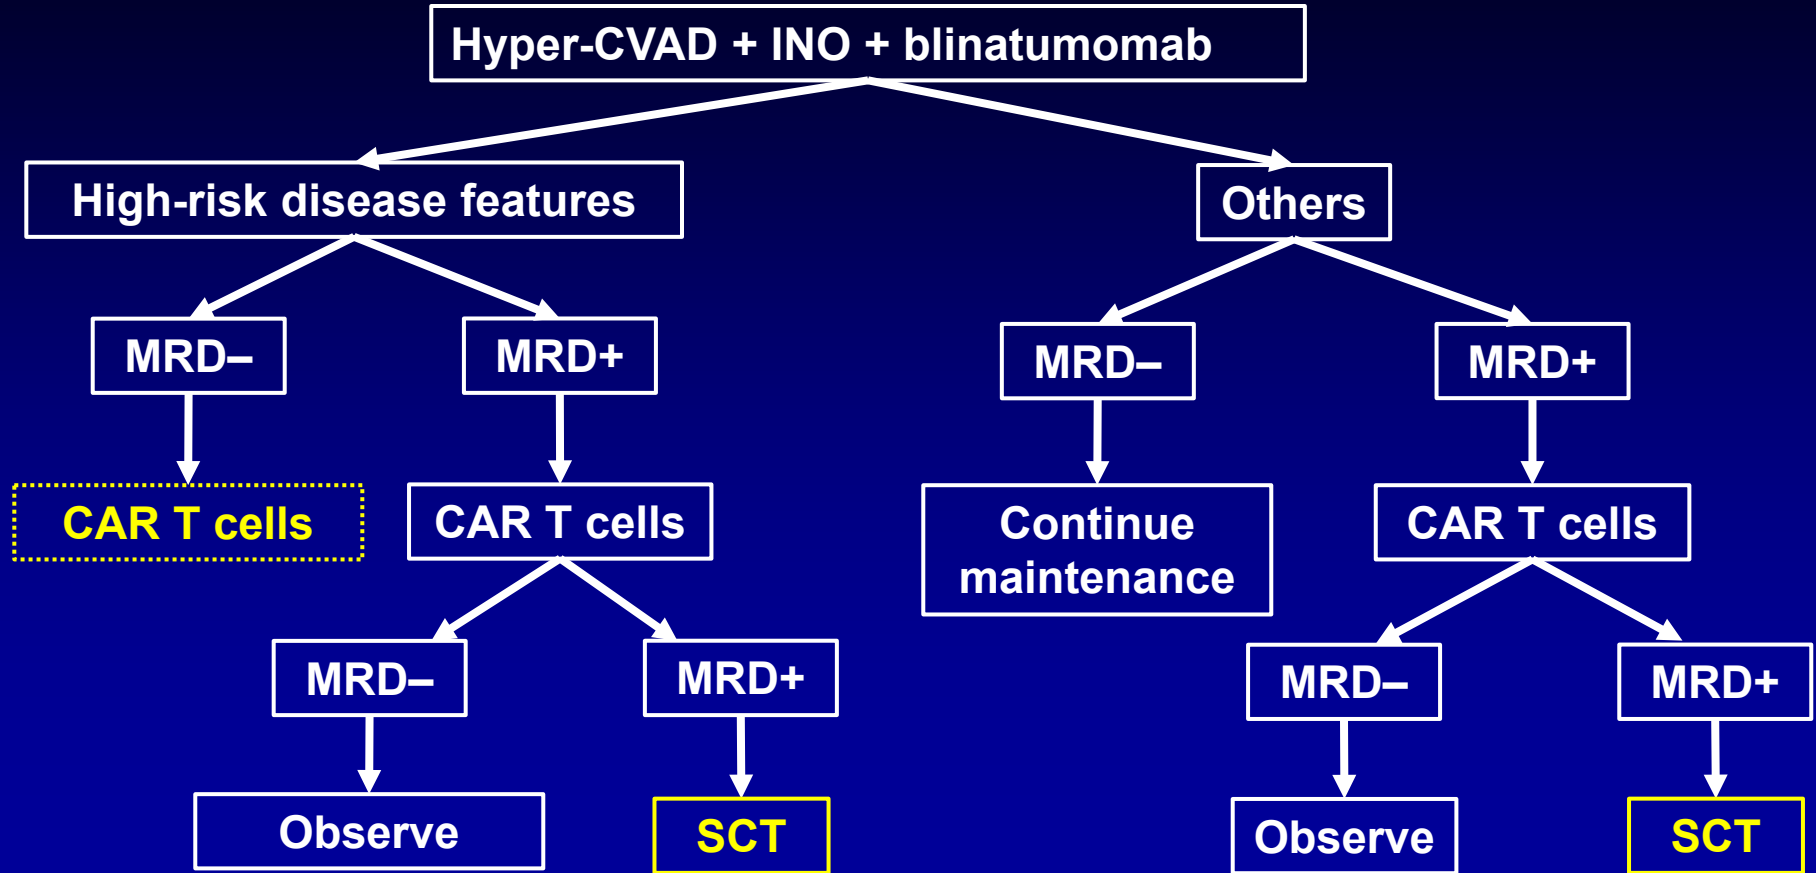 Hyper-CVAD + INO + blinatumomab
High-risk disease features
Others
MRD–
MRD+
MRD–
MRD+
CAR T cells
CAR T cells
Continue
maintenance
CAR T cells
MRD–
MRD+
MRD–
MRD+
Observe
SCT
Observe
SCT